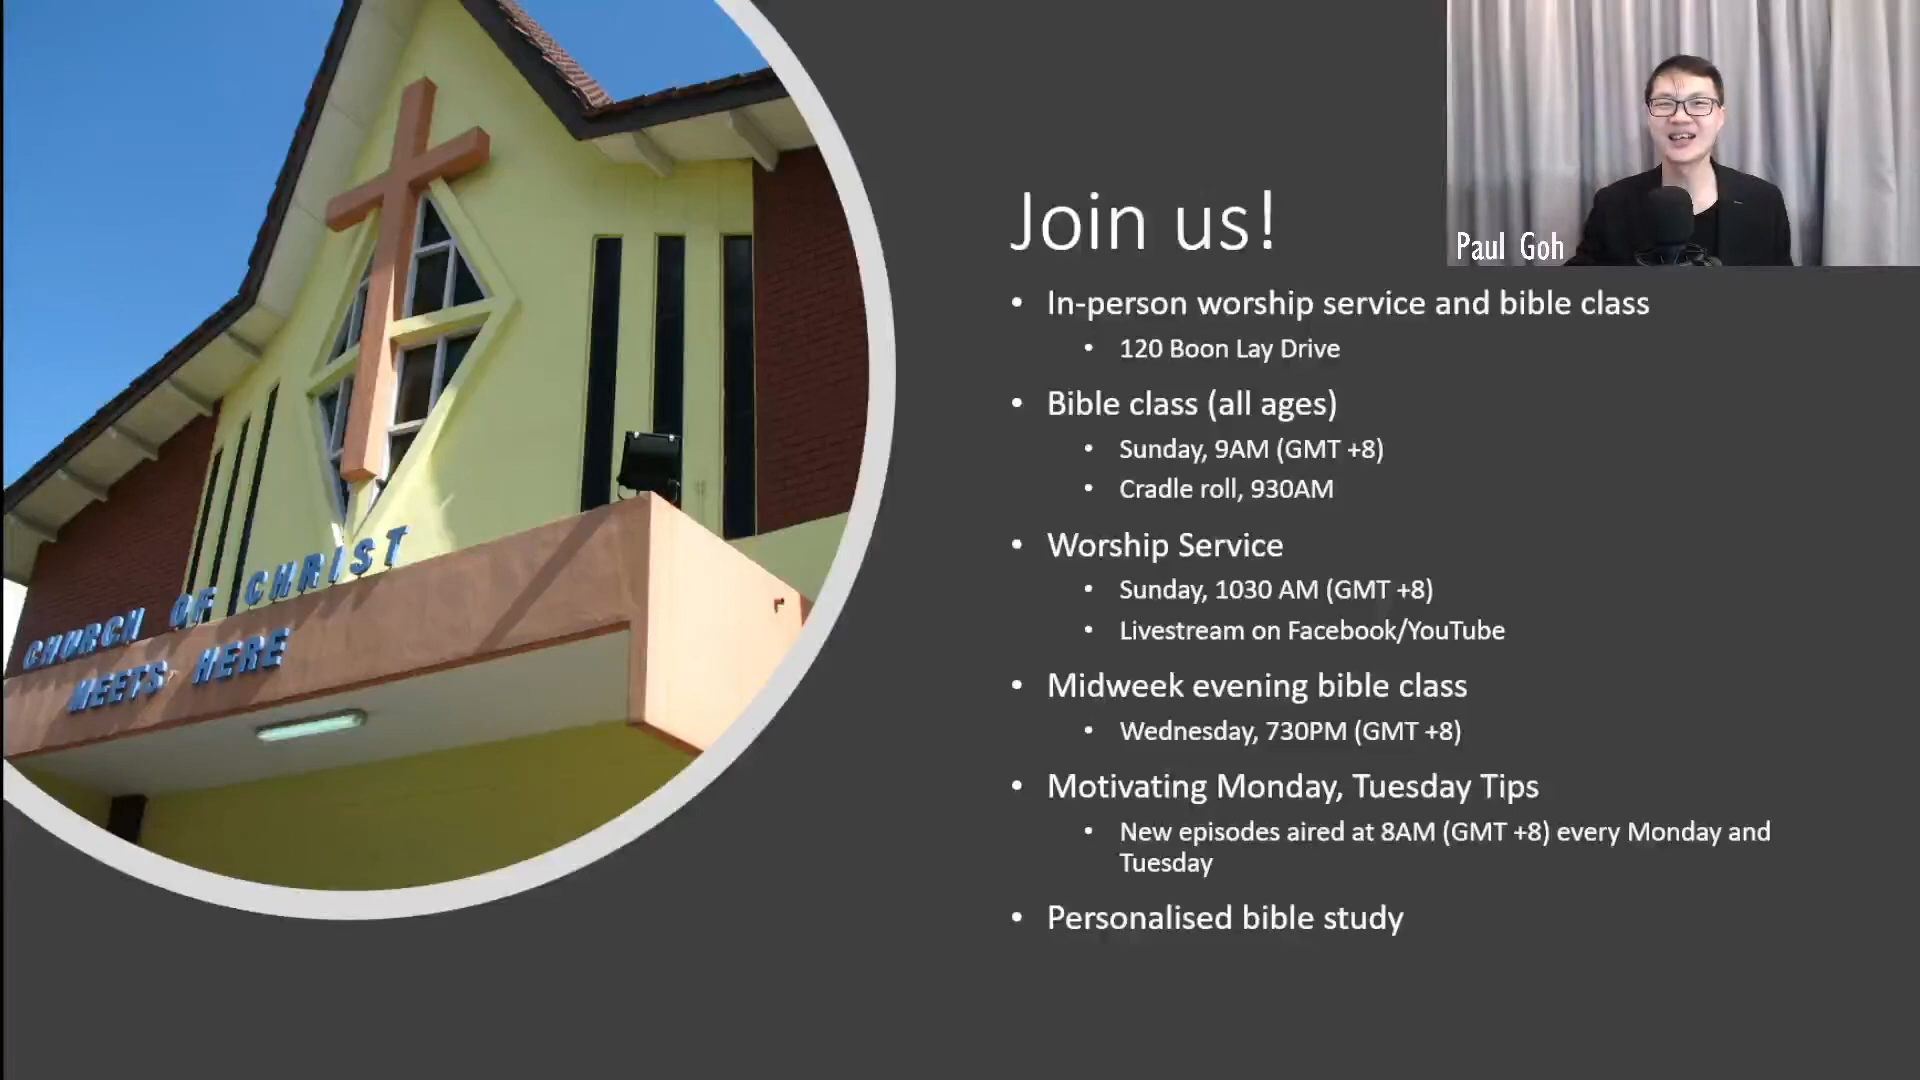 CHURCH OF CHRIST
MEETS HERE
Paul Goh
Join us!
• In-person worship service and bible class
• 120 Boon Lay Drive
• Bible class (all ages)
• Sunday, 9AM (GMT +8)
• Cradle roll, 930AM
• Worship Service
• Sunday, 1030 AM (GMT +8)
• Livestream on Facebook/YouTube
• Midweek evening bible class
• Wednesday, 730PM (GMT +8)
• Motivating Monday, Tuesday Tips
• New episodes aired at 8AM (GMT +8) every Monday and
Tuesday
• Personalised bible study